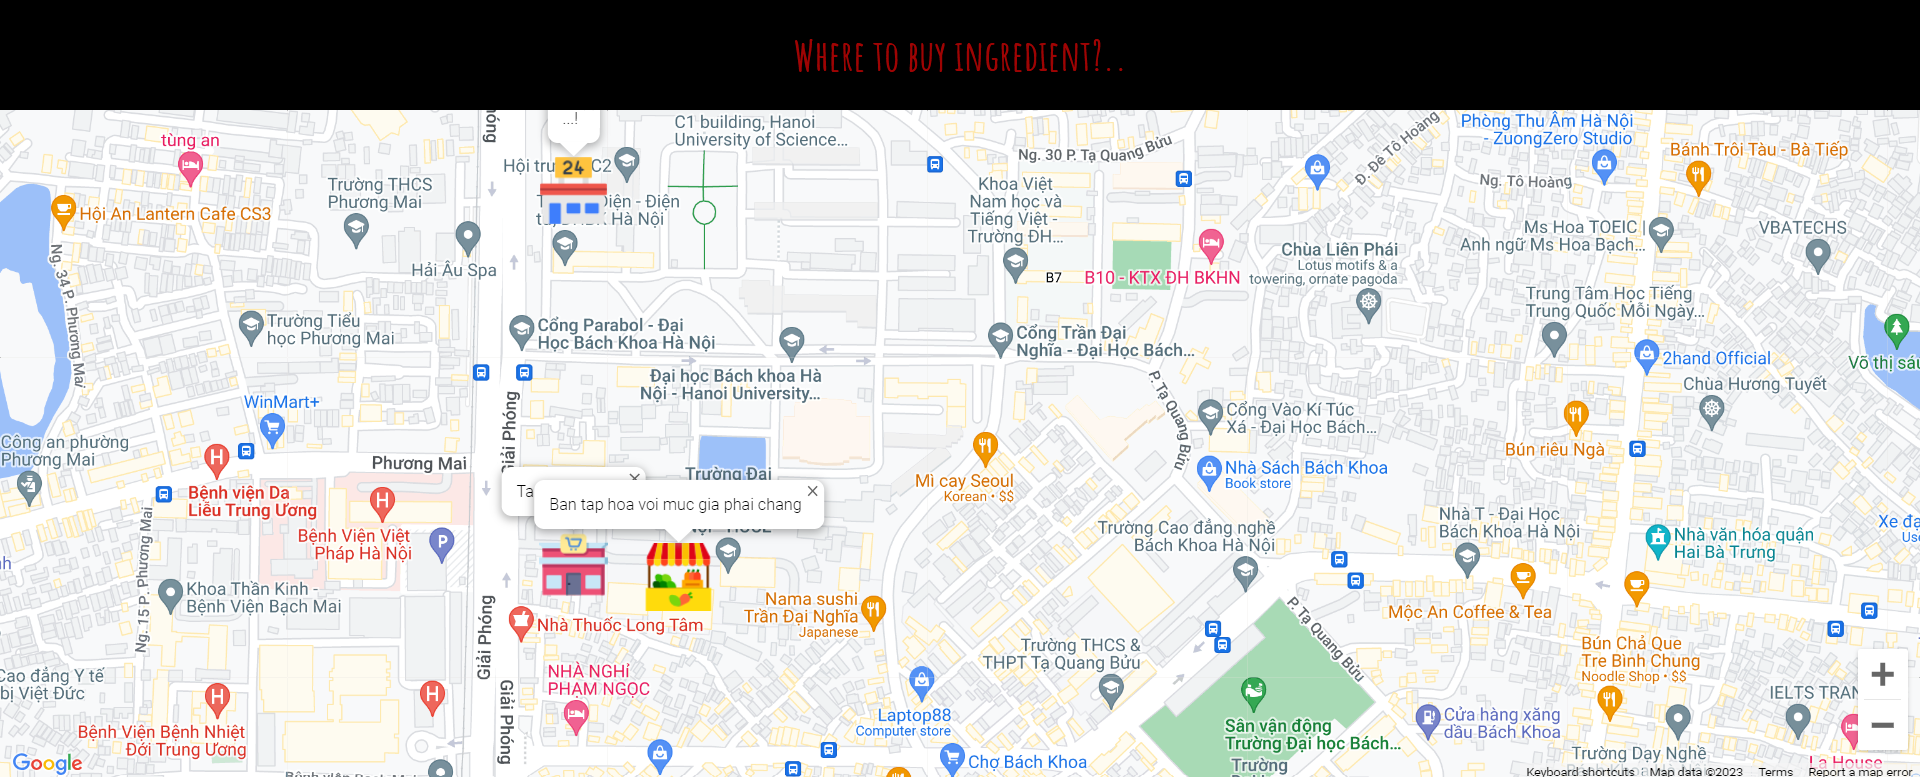 Where to buy ingredient?..
...!
24
C1 building, Hanoi
University of Science...
tùng an
Trường THCS
Phương Mai
Hội An Lantern Cafe CS3
Hải Âu Spa
Ng. 34 P. Phương Mai
Trường Tiểu
học Phương Mai
Cổng Parabol - Đại
Học Bách Khoa Hà Nội
Đại học Bách khoa Hà
Nội - Hanoi University...
Ng. 30 P. Tạ Quang Bửu
Khoa Việt
Nam học và
Tiếng Việt -
Trường ĐH...
B7
B10 - KTX ĐH BKHN
Chùa Liên Phái
Lotus motifs & a
towering, ornate pagoda
Đ. Đê Tô Hoàng
Phòng Thu Âm Hà Nội
- ZuongZero Studio
Bánh Trôi Tàu - Bà Tiếp
Ng. Tô Hoàng
Ms Hoa TOEIC |
Anh ngữ Ms Hoa Bạch...
VBATECHS
Trung Tâm Học Tiếng
Trung Quốc Mỗi Ngày...
2hand Official
Võ thị sáu
Chùa Hương Tuyết
Cổng Trần Đại
Nghĩa - Đại Học Bách...
P. Tạ Quang Bửu
Cổng Vào Kí Túc
Xá - Đại Học Bách...
Bún riêu Ngà
WinMart+
Công an phường
Phương Mai
Phương Mai
Giải Phóng
Bệnh viện Da
Liễu Trung Ương
Bệnh Viện Việt
Pháp Hà Nội
P
Trường Đại
Ta
Ban tap hoa voi muc gia phai chang
Mì cay Seoul
Korean • $$
Nhà Sách Bách Khoa
Book store
Trường Cao đẳng nghề
Bách Khoa Hà Nội
Nhà T - Đại Học
Bách Khoa Hà Nội
Nhà văn hóa quận
Hai Bà Trưng
Xe đạ
Ng. 15 P. Phương Mai
Khoa Thần Kinh -
Bệnh Viện Bạch Mai
Giải Phóng
Nhà Thuốc Long Tâm
Nama sushi
Trần Đại Nghĩa
Japanese
Mộc An Coffee & Tea
P. Tạ Quang Bửu
Trường THCS &
THPT Tạ Quang Bửu
Bún Chả Que
Tre Bình Chung
Noodle Shop • $$
Cao đẳng Y tế
bị Việt Đức
NHÀ NGHỈ
PHẠM NGỌC
Giải Phóng
Bệnh Viện Bệnh Nhiệt
Đới Trung Ương
Laptop88
Computer store
Chợ Bách Khoa
Sân vận động
Trường Đại học Bách...
Trường
Cửa hàng xăng
dầu Bách Khoa
IELTS TRAN
Trường Dạy Nghề
La House
Google
Keyboard shortcuts
Map data ©2023
Terms
Report a map error